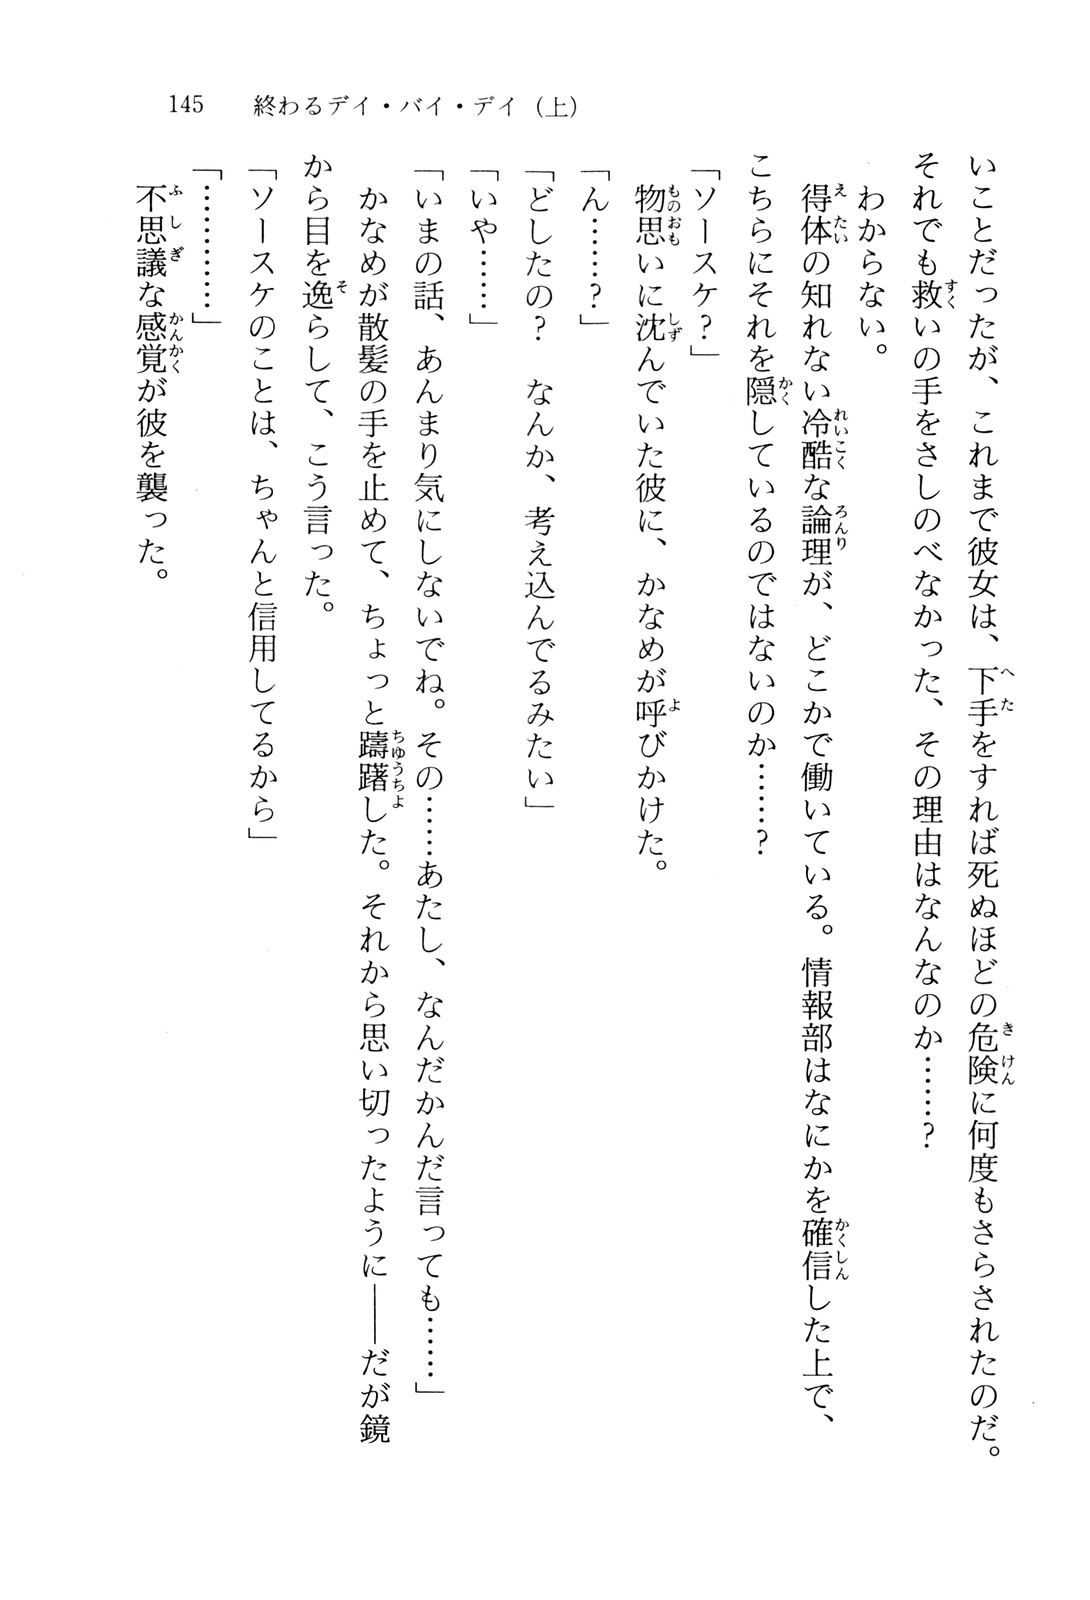 145　終わるデイ・バイ・デイ（上）
いことだったが、これまで彼女は、下手をすれば死ぬほどの危険に何度もさらされたのだ。
それでも救いの手をさしのべなかった、その理由はなんなのか……？
わからない。
得体の知れない冷酷な論理が、どこかで働いている。情報部はなにかを確信した上で、
こちらにそれを隠しているのではないのか……？
「ソースケ？」
物思いに沈んでいた彼に、かなめが呼びかけた。
「ん……？」
「どしたの？　なんか、考え込んでるみたい」
「いや……」
「いまの話、あんまり気にしないでね。その……あたし、なんだかんだ言っても……」
かなめが散髪の手を止めて、ちょっと躊躇した。それから思い切ったように――だが鏡
から目を逸らして、こう言った。
「ソースケのことは、ちゃんと信用してるから」
「…………」
不思議な感覚が彼を襲った。